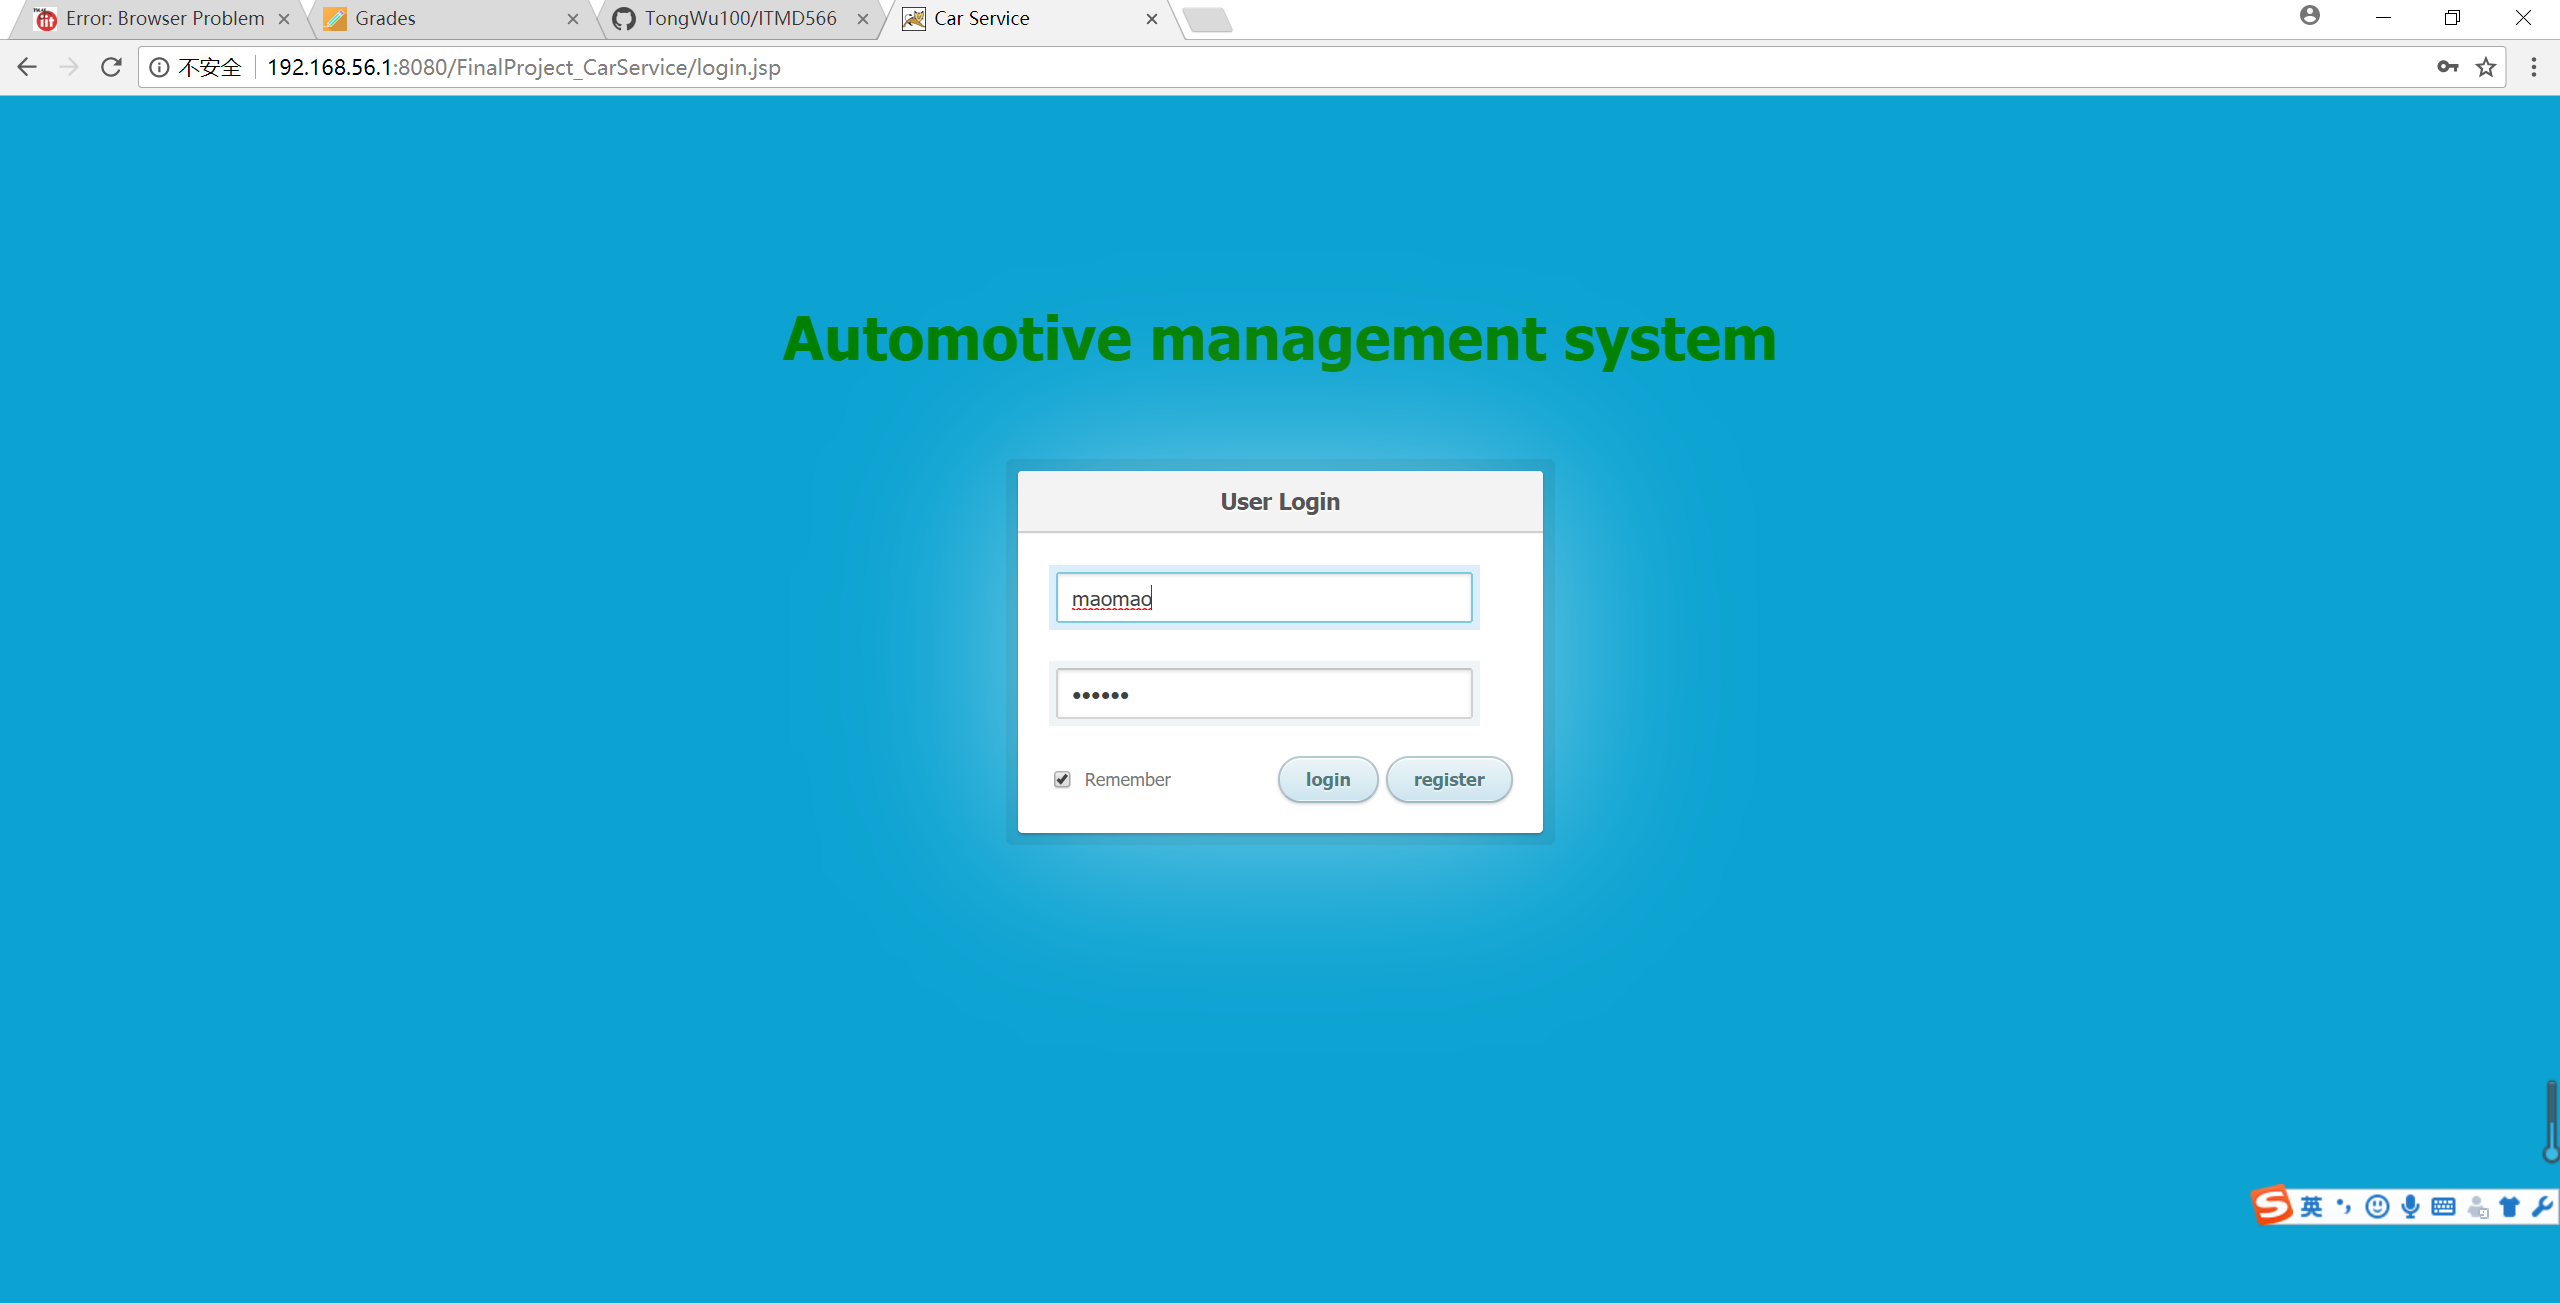 Error: Browser Problem
Grades
TongWu100/ITMD566
Car Service
不安全 192.168.56.1:8080/FinalProject_CarService/login.jsp
Automotive management system
User Login
maomao
••••••
Remember
login
register
S 英